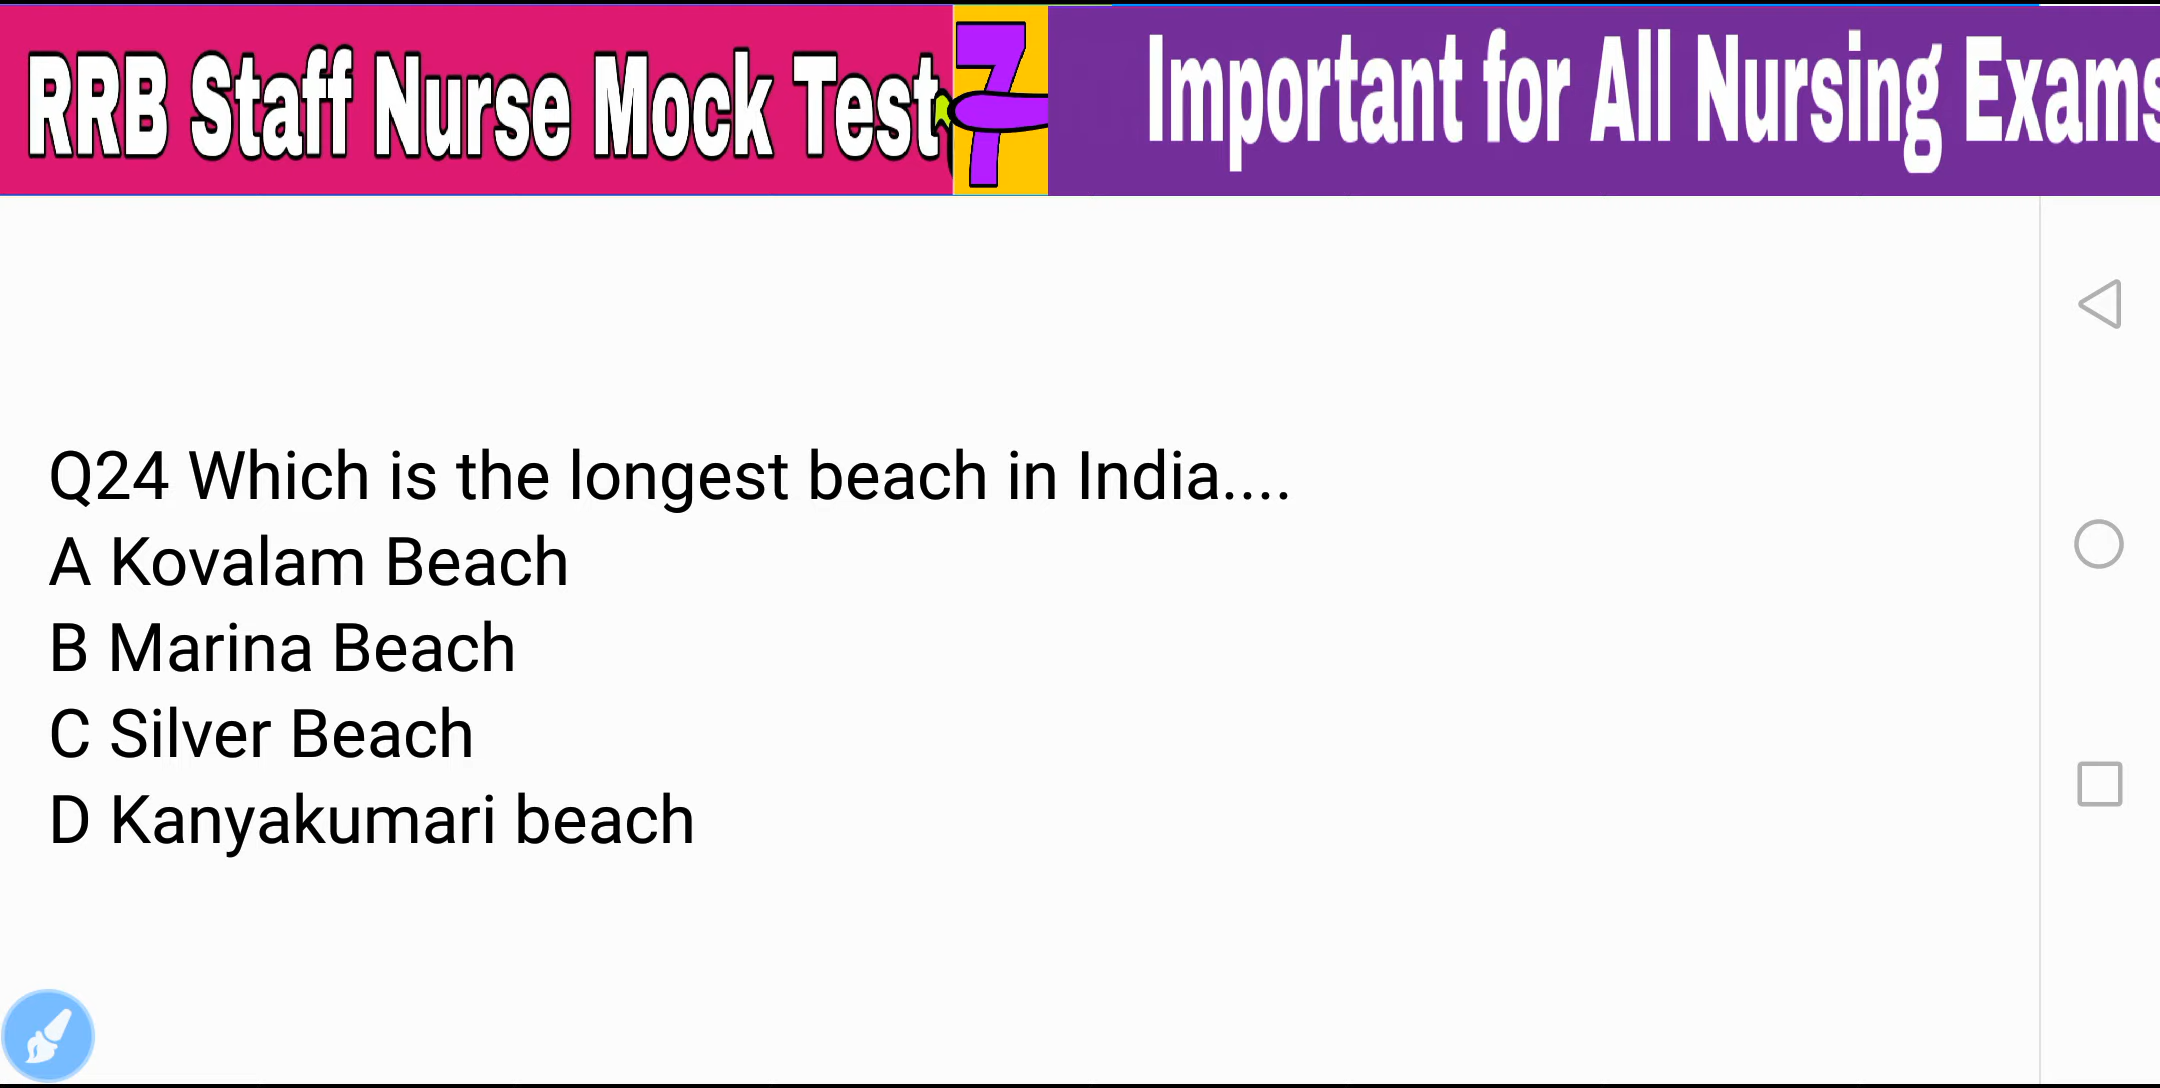 RRB Staff Nurse Mock Test 7 Important for All Nursing Exams
Q24 Which is the longest beach in India....
A Kovalam Beach
B Marina Beach
C Silver Beach
D Kanyakumari beach